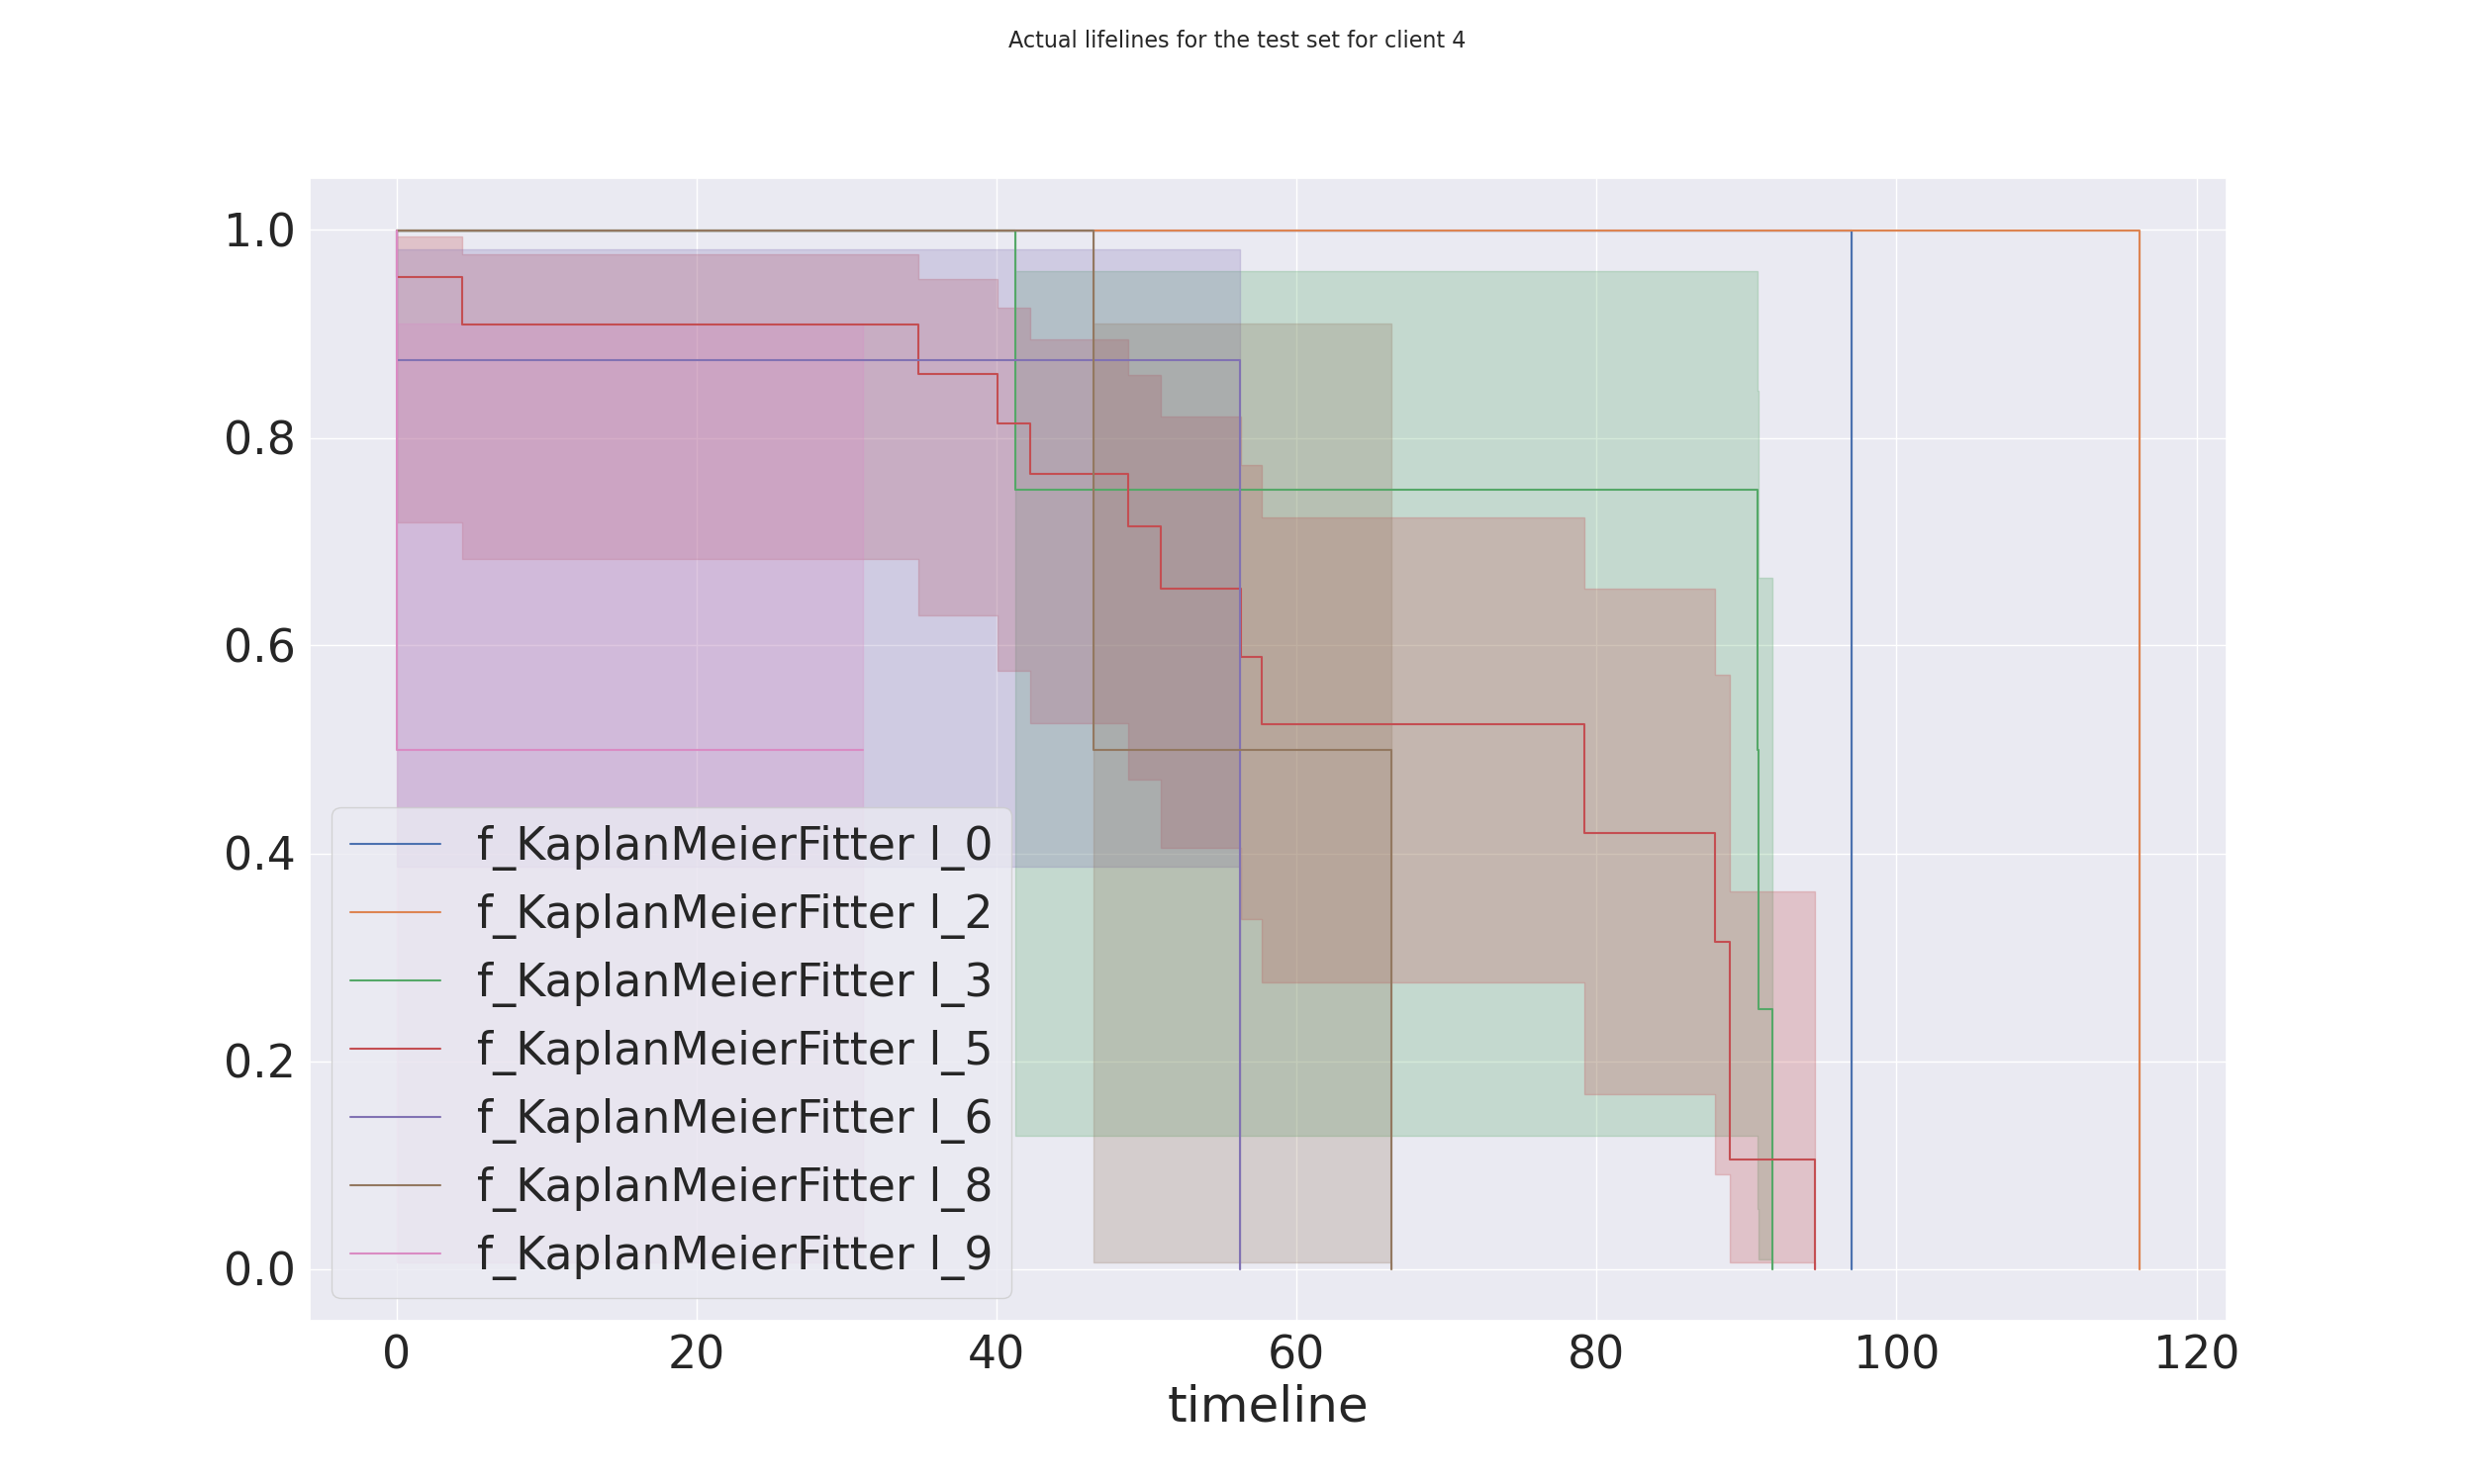 Actual lifelines for the test set for client 4
1.0
0.8
0.6
0.4
0.2
0.0
f_KaplanMeierFitter l_0
f_KaplanMeierFitter l_2
f_KaplanMeierFitter l_3
f_KaplanMeierFitter l_5
f_KaplanMeierFitter l_6
f_KaplanMeierFitter l_8
f_KaplanMeierFitter l_9
0 20 40 60 80 100 120
timeline